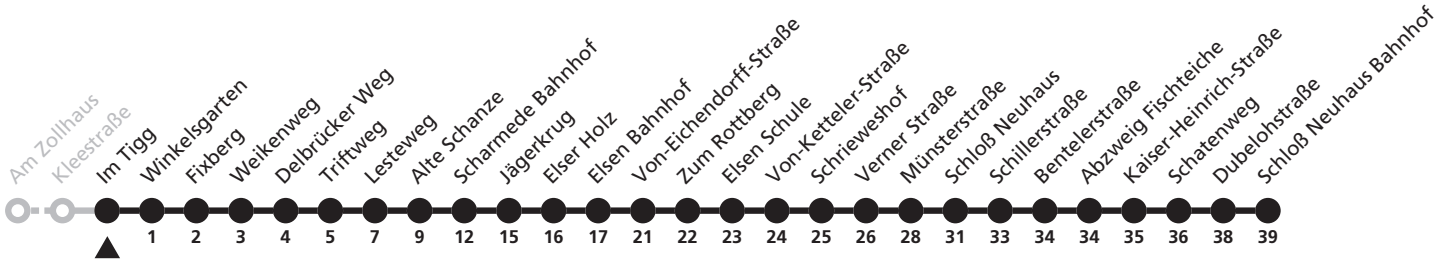 Am Zollhaus
Kleestraße
Im Tigg
Winkelsgarten
Fixberg
Weikenweg
Delbrücker Weg
Triftweg
Lesteweg
Alte Schanze
Scharmede Bahnhof
Jägerkrug
Elser Holz
Elsen Bahnhof
Von-Eichendorff-Straße
Zum Rottberg
Elsen Schule
Von-Ketteler-Straße
Schrieweshof
Verner Straße
Münsterstraße
Schloß Neuhaus
Schillerstraße
Bentelerstraße
Abzweig Fischteiche
Kaiser-Heinrich-Straße
Schatenweg
Dubelohstraße
Schloß Neuhaus Bahnhof
1 2 3 4 5 7 9 12 15 16 17 21 22 23 24 25 26 28 31 33 34 34 35 36 38 39